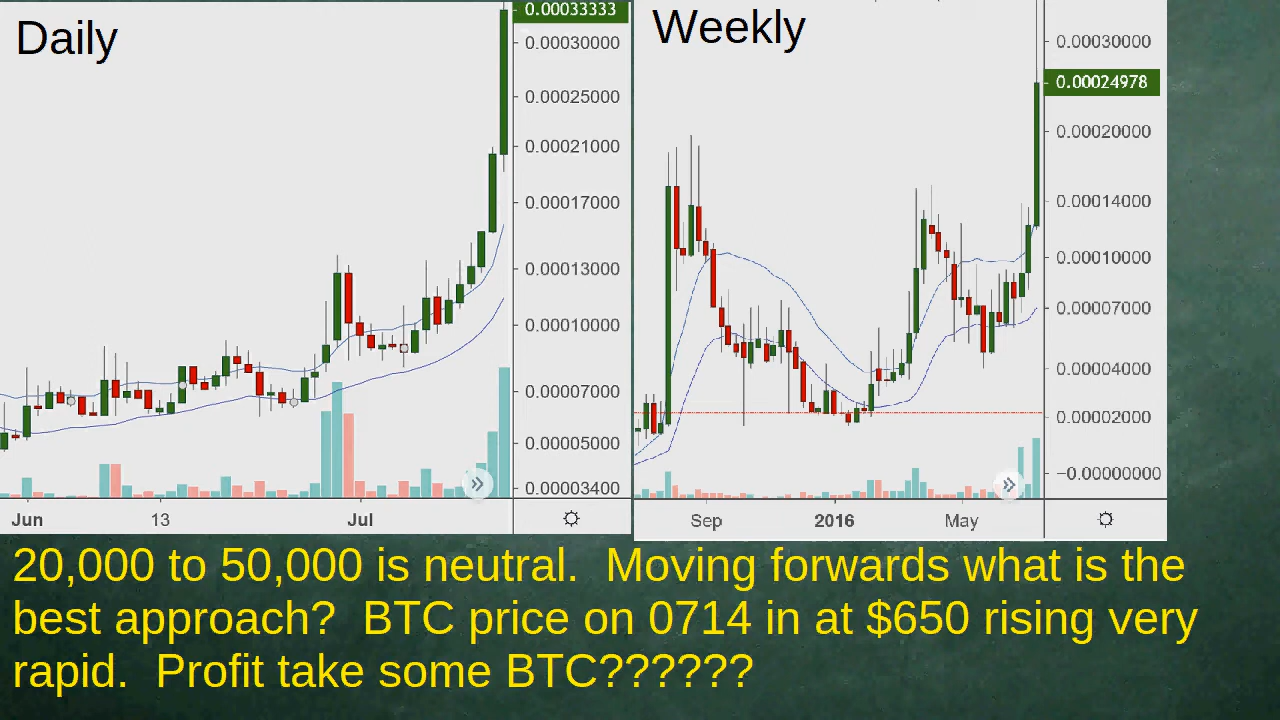 Daily
0.00033333
0.00030000
0.00025000
0.00021000
0.00017000
0.00013000
0.00010000
0.00007000
0.00005000
0.00003400
Jun 13 Jul
Weekly
0.00030000
0.00024978
0.00020000
0.00014000
0.00010000
0.00007000
0.00004000
0.00002000
−0.00000000
Sep 2016 May
20,000 to 50,000 is neutral.  Moving forwards what is the
best approach?  BTC price on 0714 in at $650 rising very
rapid.  Profit take some BTC??????